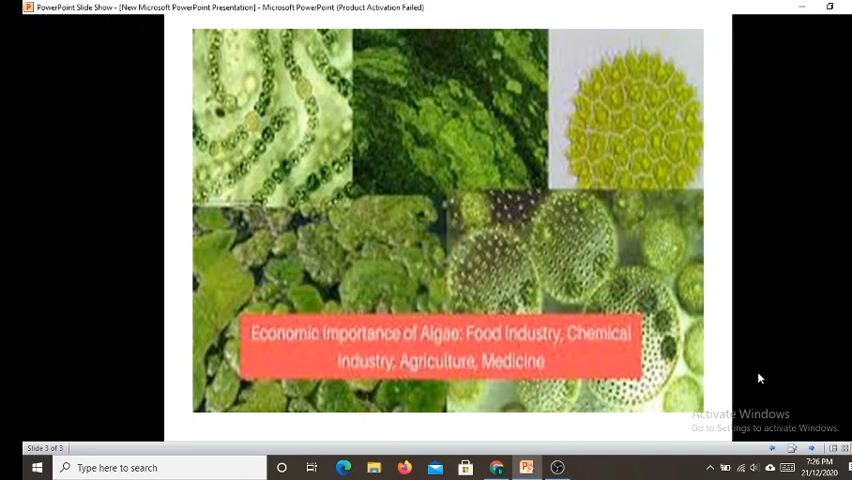 PowerPoint Slide Show - [New Microsoft PowerPoint Presentation] - Microsoft PowerPoint (Product Activation Failed)
Economic Importance of Algae: Food Industry, Chemical
Industry, Agriculture, Medicine
Activate Windows
Go to Settings to activate Windows.
Slide 3 of 3
Type here to search
7:26 PM
21/12/2020